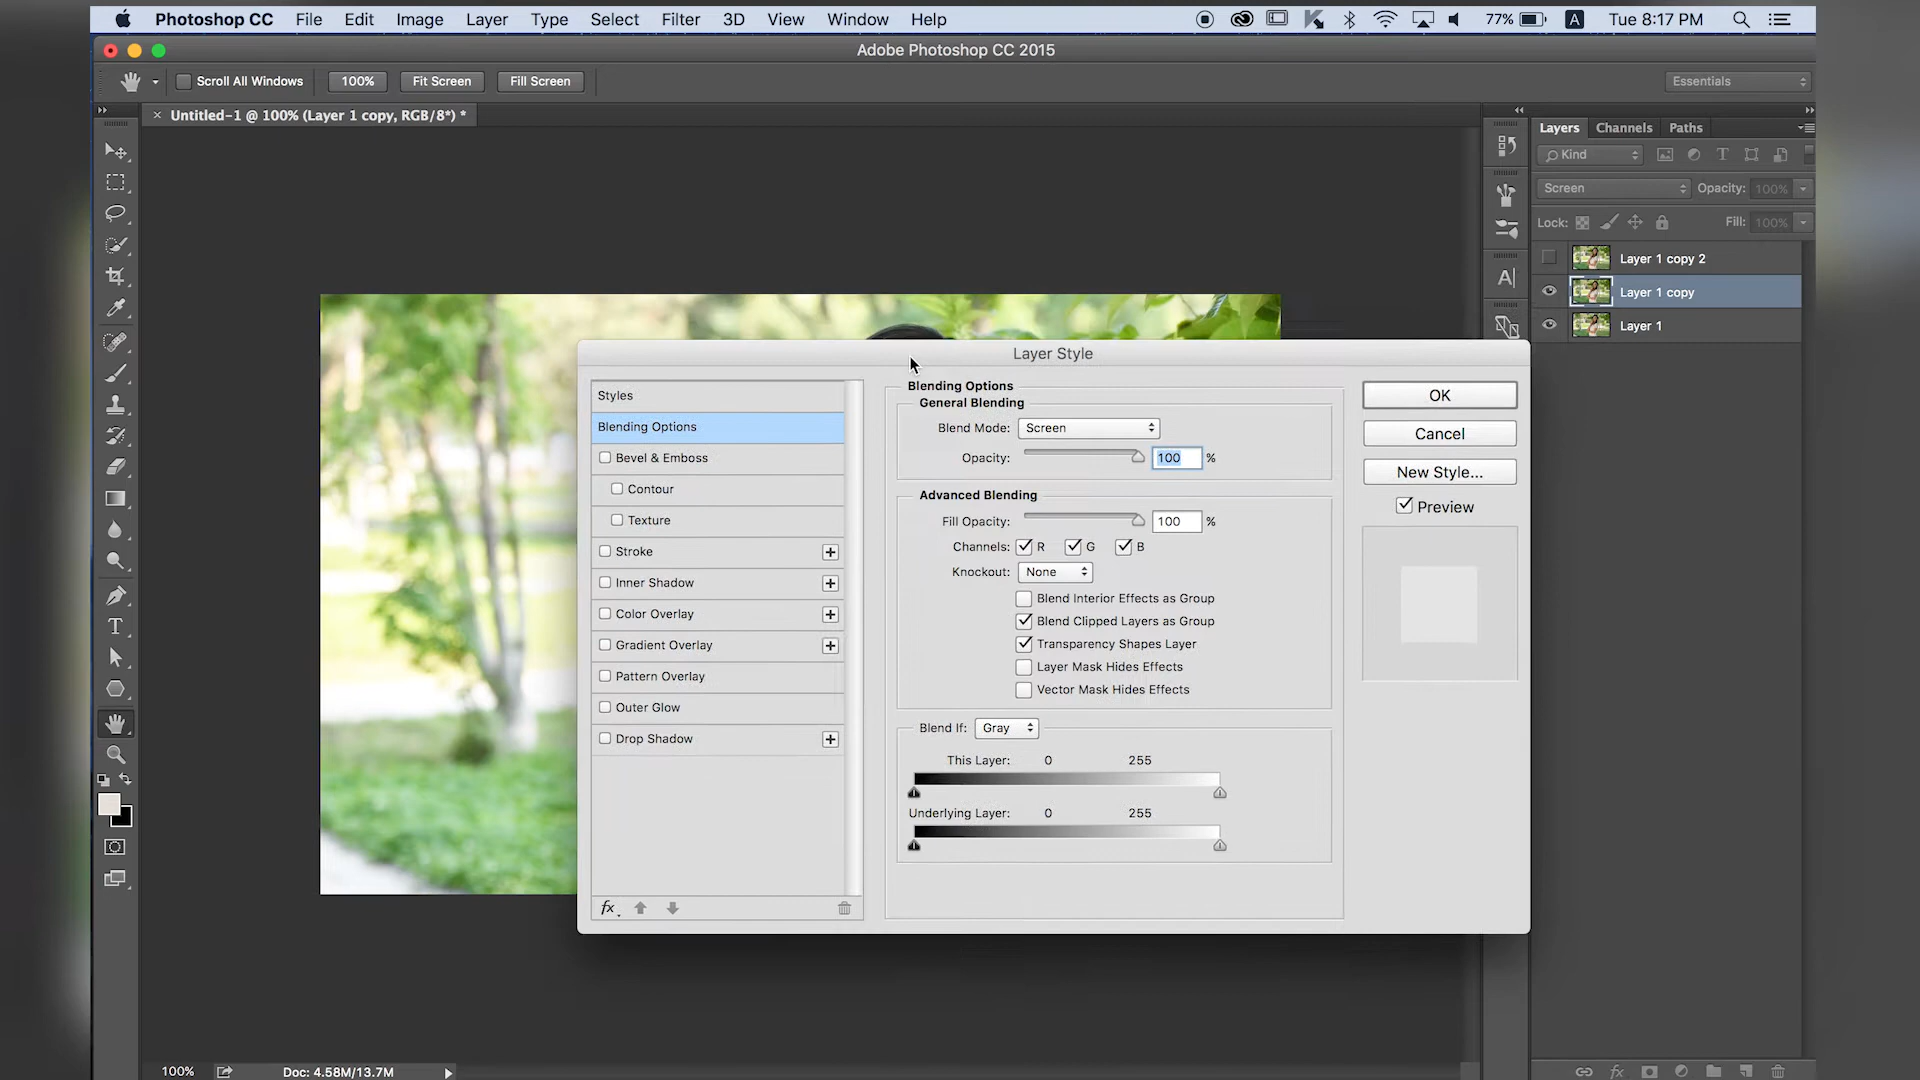 Photoshop CC File Edit Image Layer Type Select Filter 3D View Window Help 77% A Tue 8:17 PM
Adobe Photoshop CC 2015
Scroll All Windows 100% Fit Screen Fill Screen Essentials
Untitled-1 @ 100% (Layer 1 copy, RGB/8*) *
Layers Channels Paths
Kind
Screen Opacity: 100%
Lock: Fill: 100%
Layer 1 copy 2
Layer 1 copy
Layer 1
Layer Style
Styles
Blending Options
Bevel & Emboss
Contour
Texture
Stroke
Inner Shadow
Color Overlay
Gradient Overlay
Pattern Overlay
Outer Glow
Drop Shadow
fx
Blending Options
General Blending
Blend Mode: Screen
Opacity: 100 %
Advanced Blending
Fill Opacity: 100 %
Channels: R G B
Knockout: None
Blend Interior Effects as Group
Blend Clipped Layers as Group
Transparency Shapes Layer
Layer Mask Hides Effects
Vector Mask Hides Effects
Blend If: Gray
This Layer: 0 255
Underlying Layer: 0 255
OK
Cancel
New Style...
Preview
100% Doc: 4.58M/13.7M
fx